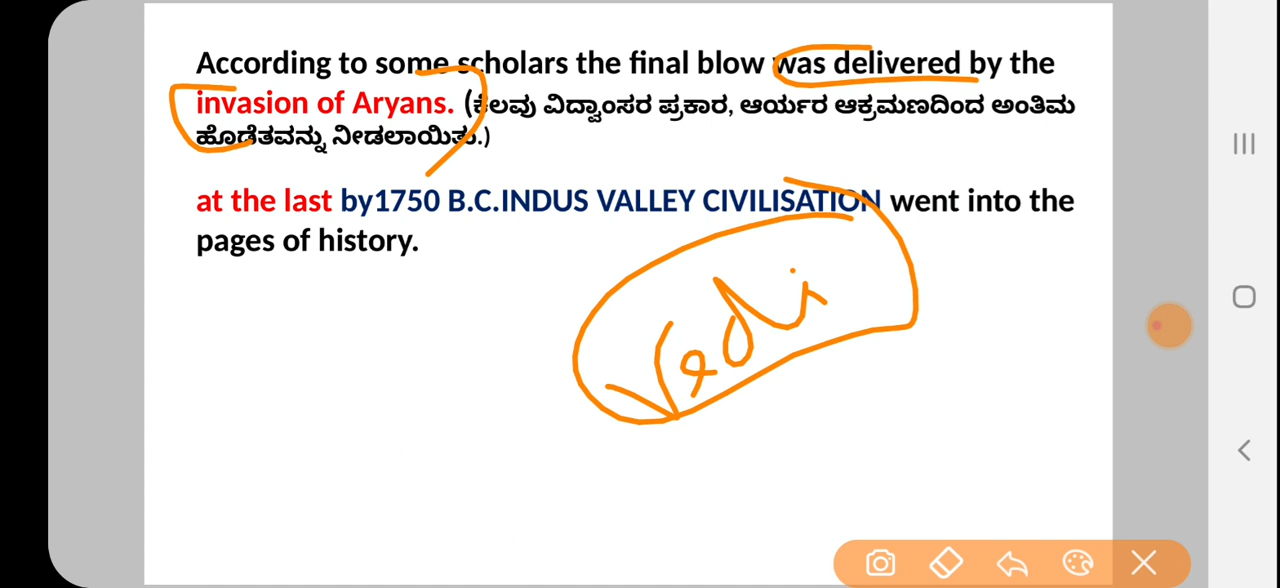 According to some scholars the final blow was delivered by the
invasion of Aryans. (ಕೆಲವು ವಿದ್ವಾಂಸರ ಪ್ರಕಾರ, ಆರ್ಯರ ಆಕ್ರಮಣದಿಂದ ಅಂತಿಮ
ಹೊಡೆತವನ್ನು ನೀಡಲಾಯಿತು.)
at the last by1750 B.C.INDUS VALLEY CIVILISATION went into the
pages of history.
Vedi